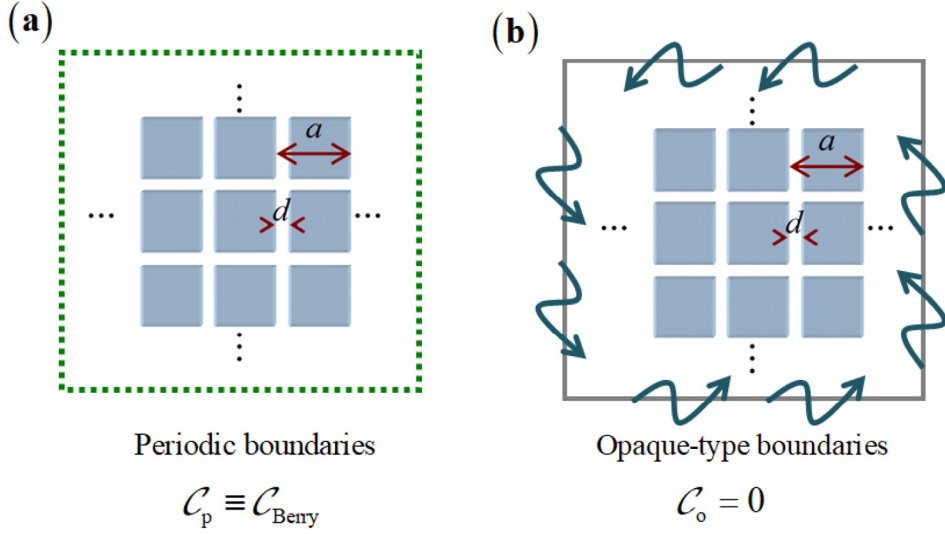 (a)
a
d
...
...
...
...
Periodic boundaries
𝒞p ≡ 𝒞Berry
(b)
a
d
...
...
...
...
Opaque-type boundaries
𝒞o = 0